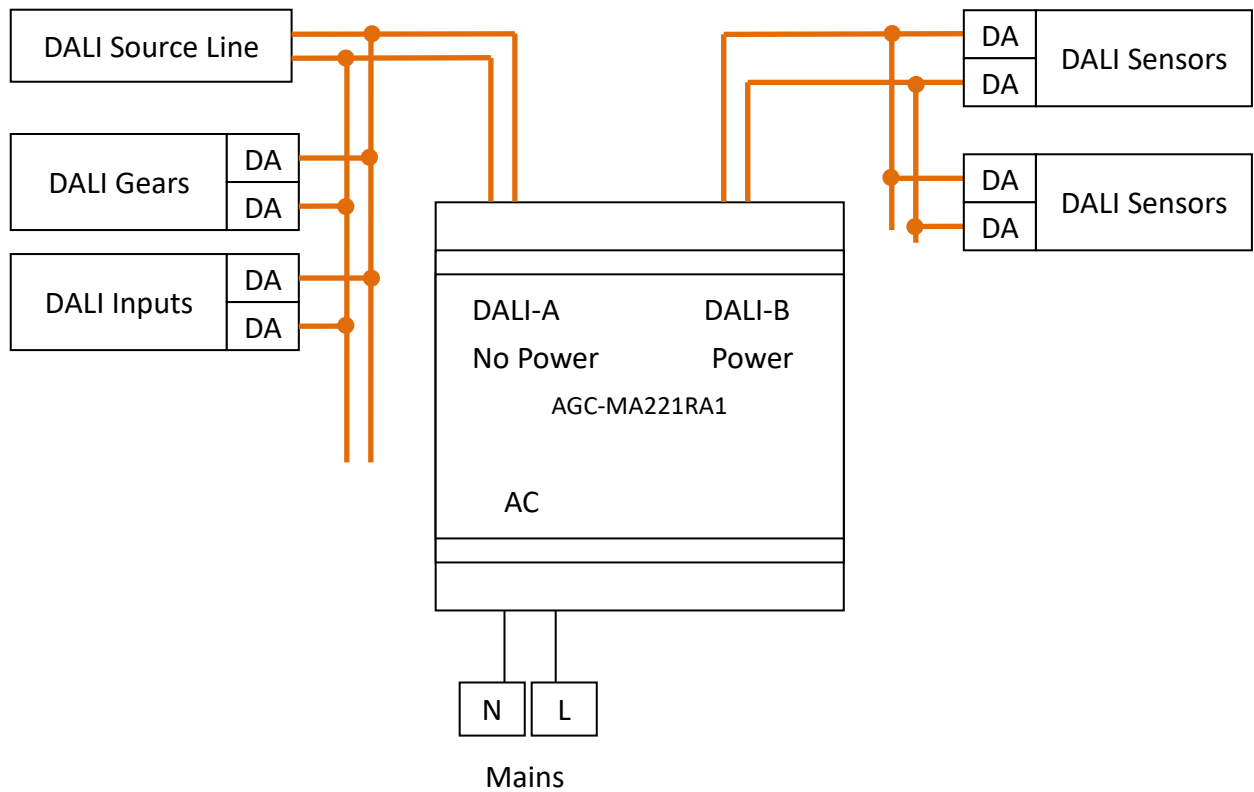 DALI Source Line
DALI Gears
DA
DA
DALI Inputs
DA
DA
DA
DA
DALI Sensors
DA
DA
DALI Sensors
DALI-A
DALI-B
No Power
Power
AGC-MA221RA1
AC
N
L
Mains